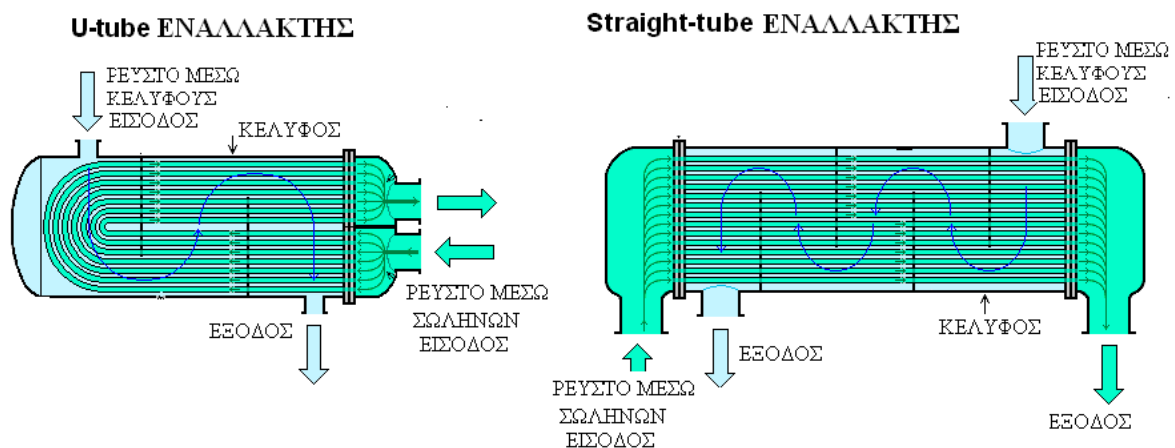 U-tube ΕΝΑΛΛΑΚΤΗΣ
ΡΕΥΣΤΟ ΜΕΣΩ
ΚΕΛΥΦΟΥΣ
ΕΙΣΟΔΟΣ
ΚΕΛΥΦΟΣ
ΡΕΥΣΤΟ ΜΕΣΩ
ΣΩΛΗΝΩΝ
ΕΙΣΟΔΟΣ
ΕΞΟΔΟΣ
Straight-tube ΕΝΑΛΛΑΚΤΗΣ
ΡΕΥΣΤΟ ΜΕΣΩ
ΚΕΛΥΦΟΥΣ
ΕΙΣΟΔΟΣ
ΚΕΛΥΦΟΣ
ΕΞΟΔΟΣ
ΡΕΥΣΤΟ ΜΕΣΩ
ΣΩΛΗΝΩΝ
ΕΙΣΟΔΟΣ
ΕΞΟΔΟΣ